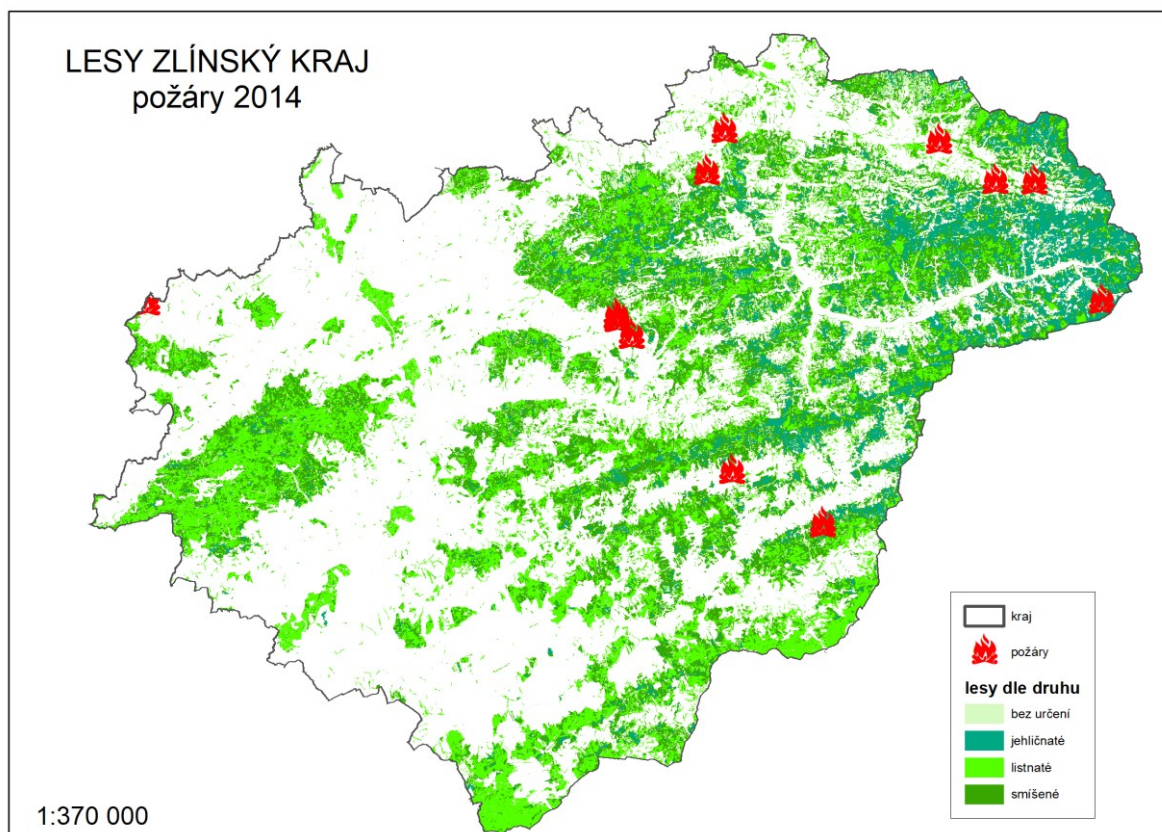 LESY ZLÍNSKÝ KRAJ
požáry 2014
kraj
požáry
lesy dle druhu
bez určení
jehličnaté
listnaté
smíšené
1:370 000